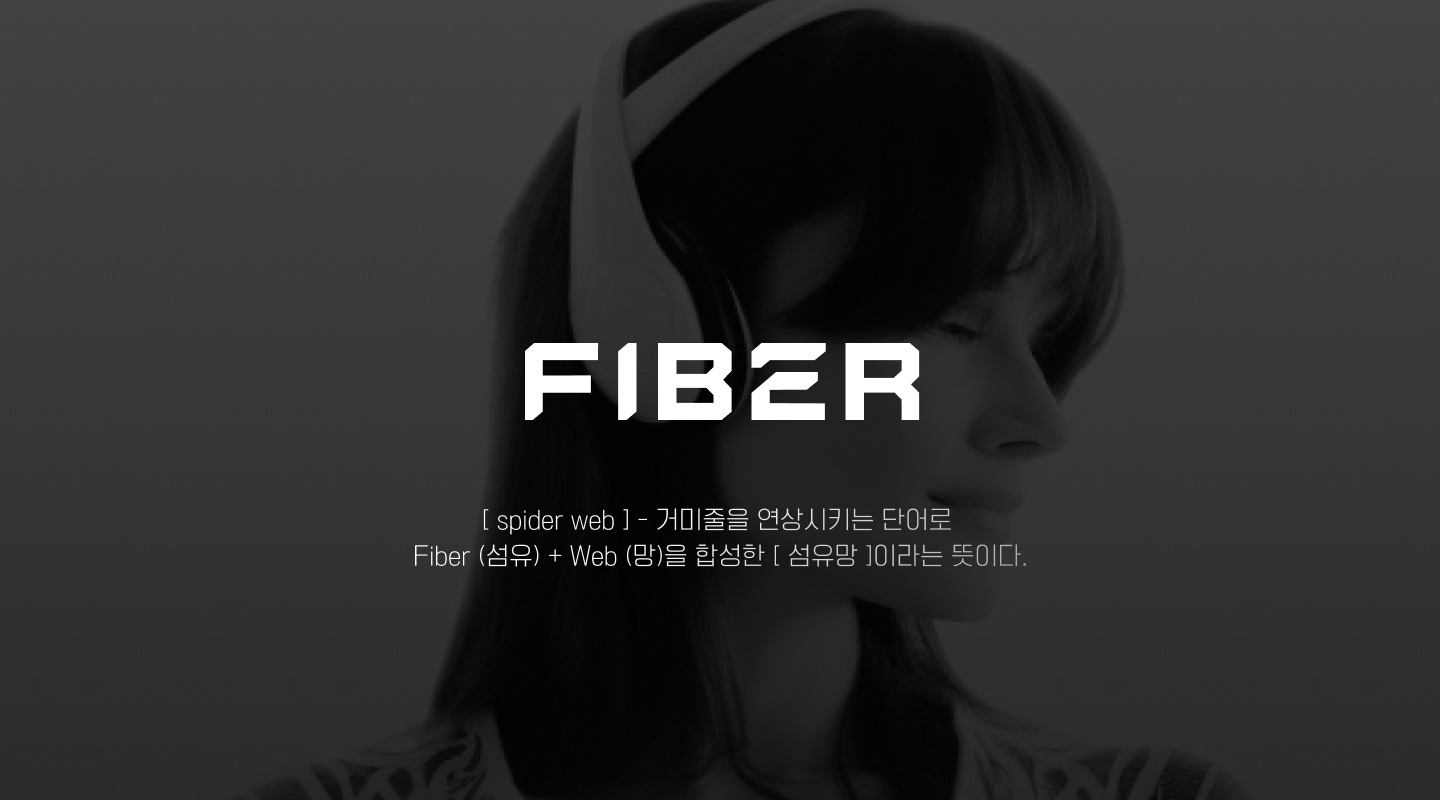 FIBER
[ spider web ] - 거미줄을 연상시키는 단어로
Fiber (섬유) + Web (망)을 합성한 [ 섬유망 ]이라는 뜻이다.